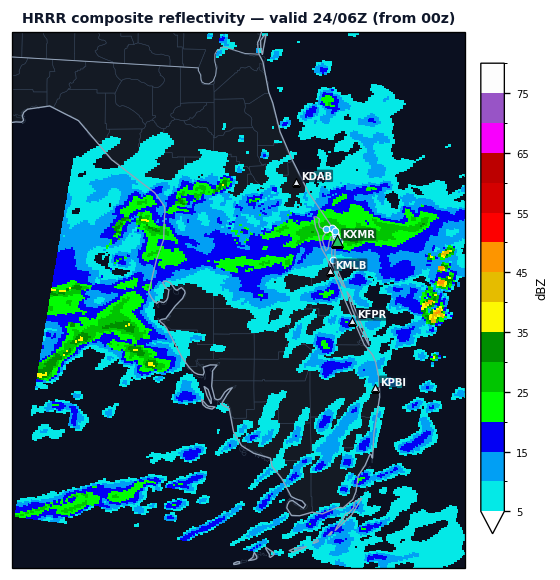 HRRR composite reflectivity — valid 24/06Z (from 00z)
KDAB
KXMR
KMLB
KFPR
KPBI
75
65
55
45
35
25
15
5
dBZ